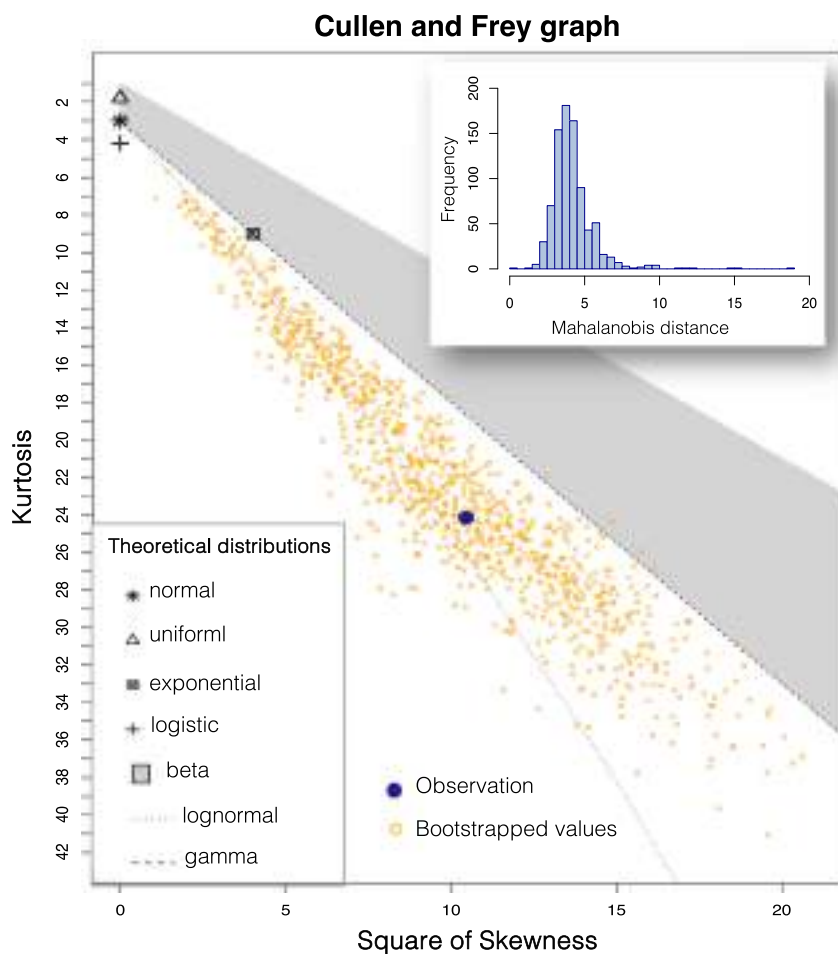 Cullen and Frey graph
Kurtosis
2
4
6
8
10
12
14
16
18
20
22
24
26
28
30
32
34
36
38
40
42
Frequency
200
150
100
50
0
0 5 10 15 20
Mahalanobis distance
Theoretical distributions
normal
uniforml
exponential
logistic
beta
lognormal
gamma
Observation
Bootstrapped values
0 5 10 15 20
Square of Skewness